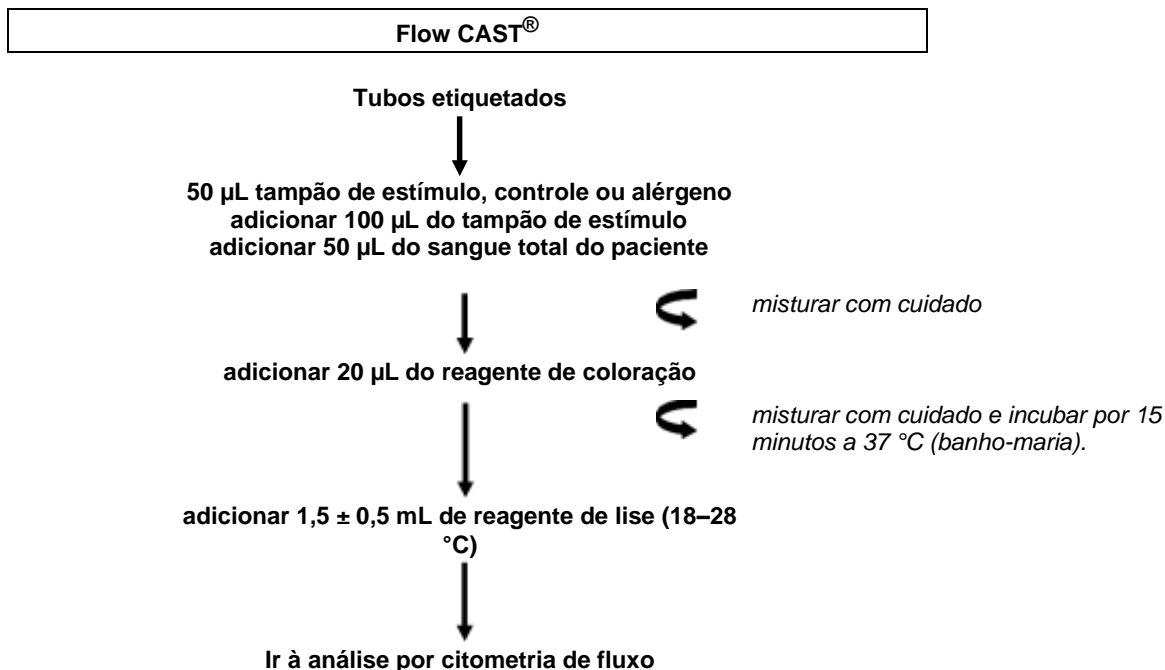 Flow CAST®
Tubos etiquetados
50 µL tampão de estímulo, controle ou alérgeno
adicionar 100 µL do tampão de estímulo
adicionar 50 µL do sangue total do paciente
misturar com cuidado
adicionar 20 µL do reagente de coloração
misturar com cuidado e incubar por 15
minutos a 37 °C (banho-maria).
adicionar 1,5 ± 0,5 mL de reagente de lise (18–28
°C)
Ir à análise por citometria de fluxo